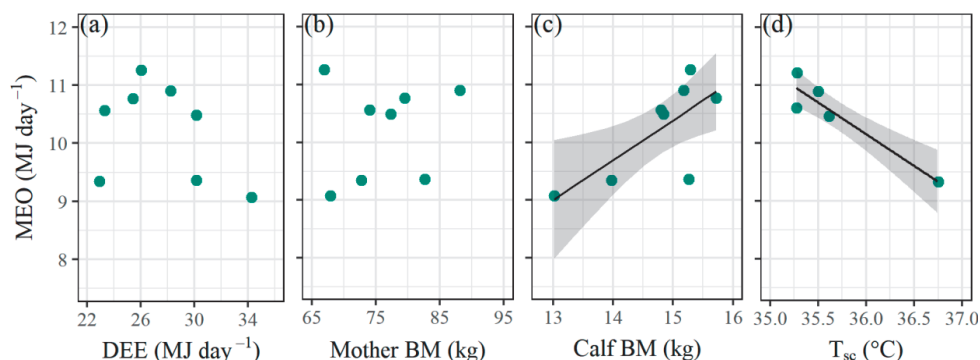 (a) (b) (c) (d)
12
11
10
9
8
MEO (MJ day⁻¹)
22 26 30 34 65 75 85 95 13 14 15 16 35.0 35.5 36.0 36.5 37.0
DEE (MJ day⁻¹) Mother BM (kg) Calf BM (kg) Tsc (°C)